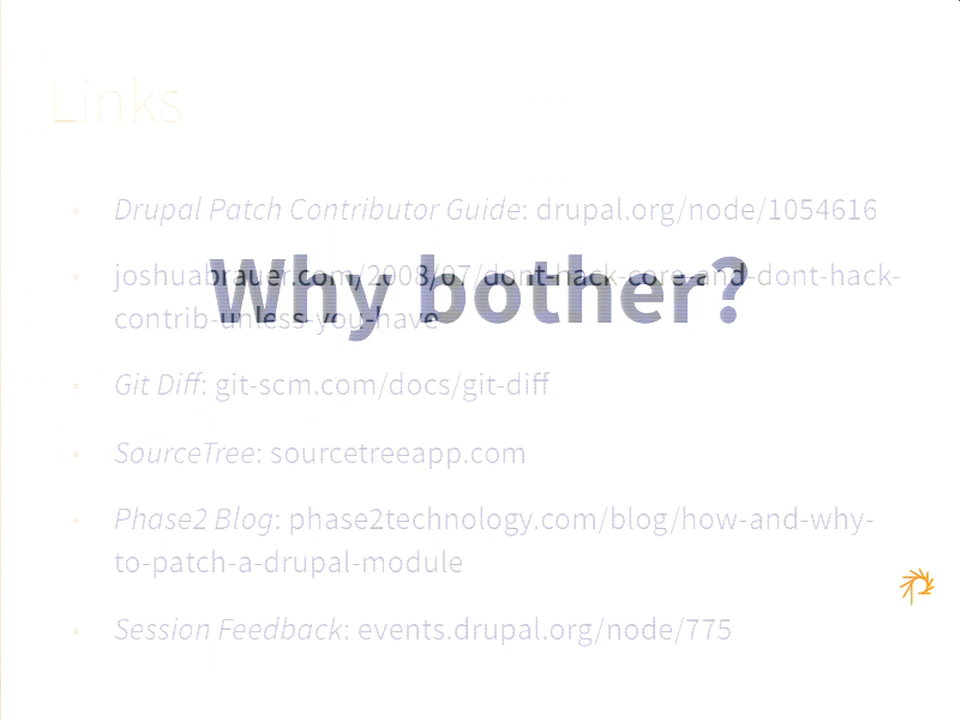 Links
Drupal Patch Contributor Guide: drupal.org/node/1054616
Why bother?
joshuabrauer.com/2008/07/dont-hack-core-and-dont-hack-
contrib-unless-you-have
Git Diff: git-scm.com/docs/git-diff
SourceTree: sourcetreeapp.com
Phase2 Blog: phase2technology.com/blog/how-and-why-
to-patch-a-drupal-module
Session Feedback: events.drupal.org/node/775